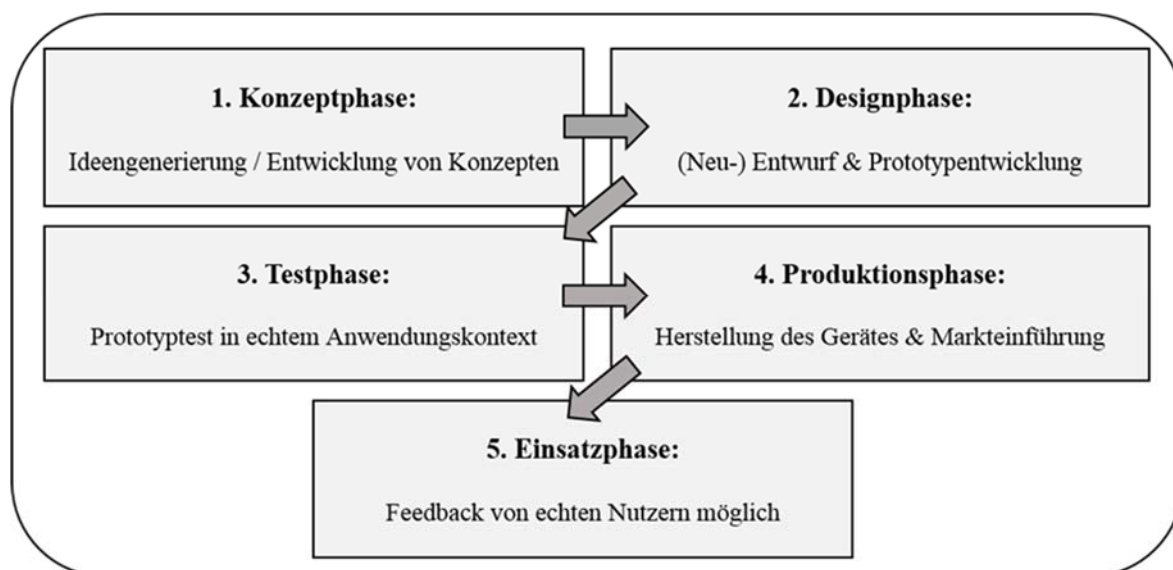 1. Konzeptphase:
Ideengenerierung / Entwicklung von Konzepten
2. Designphase:
(Neu-) Entwurf & Prototypentwicklung
3. Testphase:
Prototyptest in echtem Anwendungskontext
4. Produktionsphase:
Herstellung des Gerätes & Markteinführung
5. Einsatzphase:
Feedback von echten Nutzern möglich